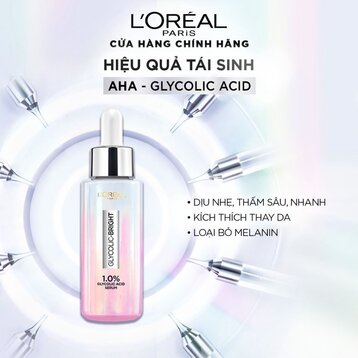 L'ORÉAL
PARIS
CỬA HÀNG CHÍNH HÃNG
HIỆU QUẢ TÁI SINH
AHA - GLYCOLIC ACID
• DỊU NHẸ, THẤM SÂU, NHANH
• KÍCH THÍCH THAY DA
• LOẠI BỎ MELANIN
L'ORÉAL
GLYCOLIC-BRIGHT
1.0%
GLYCOLIC ACID
SERUM